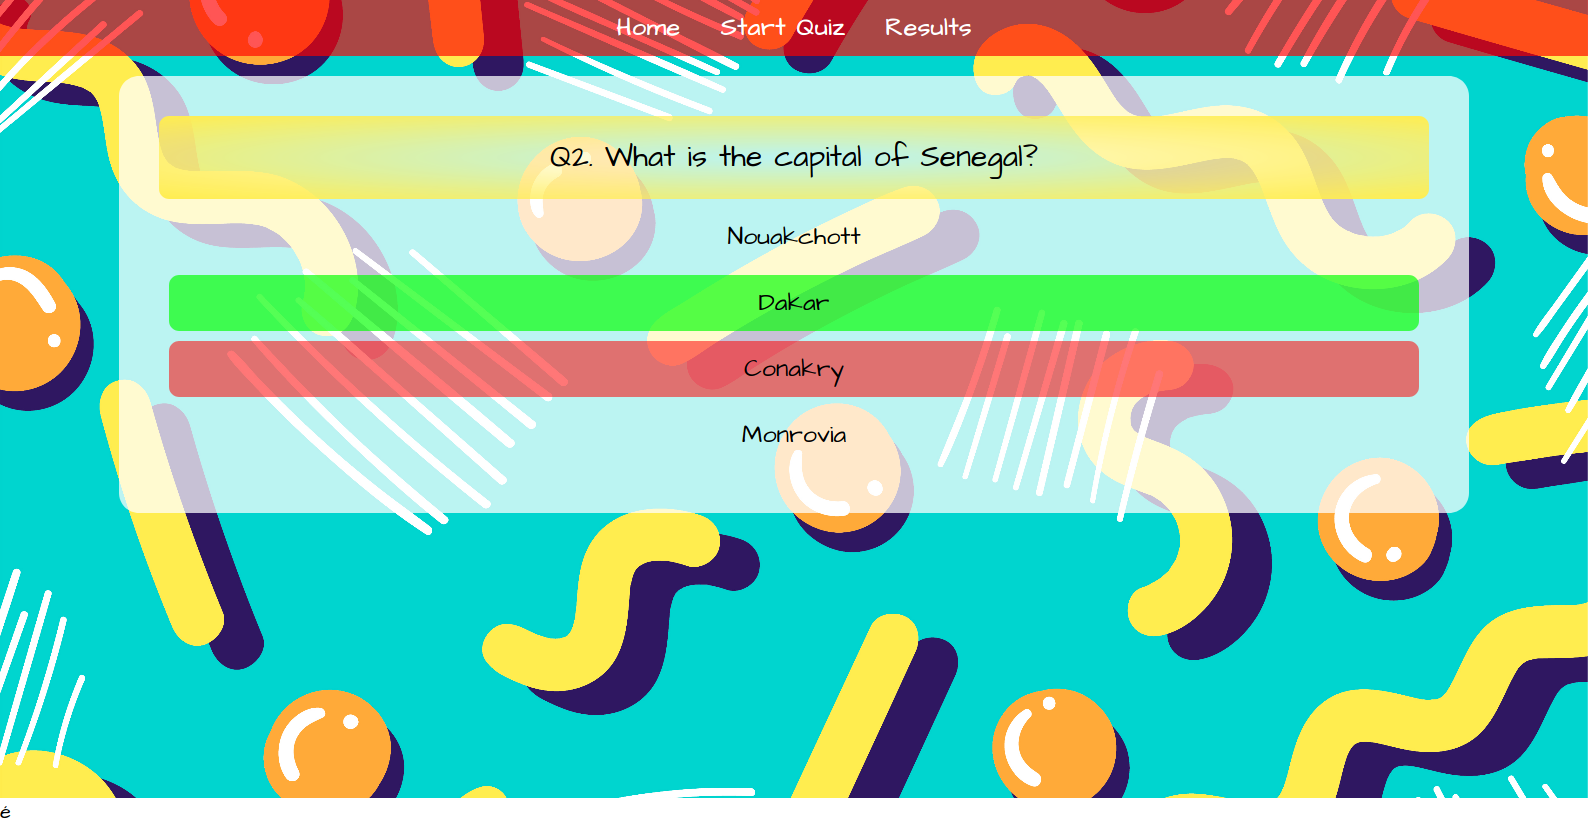 Home Start Quiz Results
Q2. What is the capital of Senegal?
Nouakchott
Dakar
Conakry
Monrovia
é